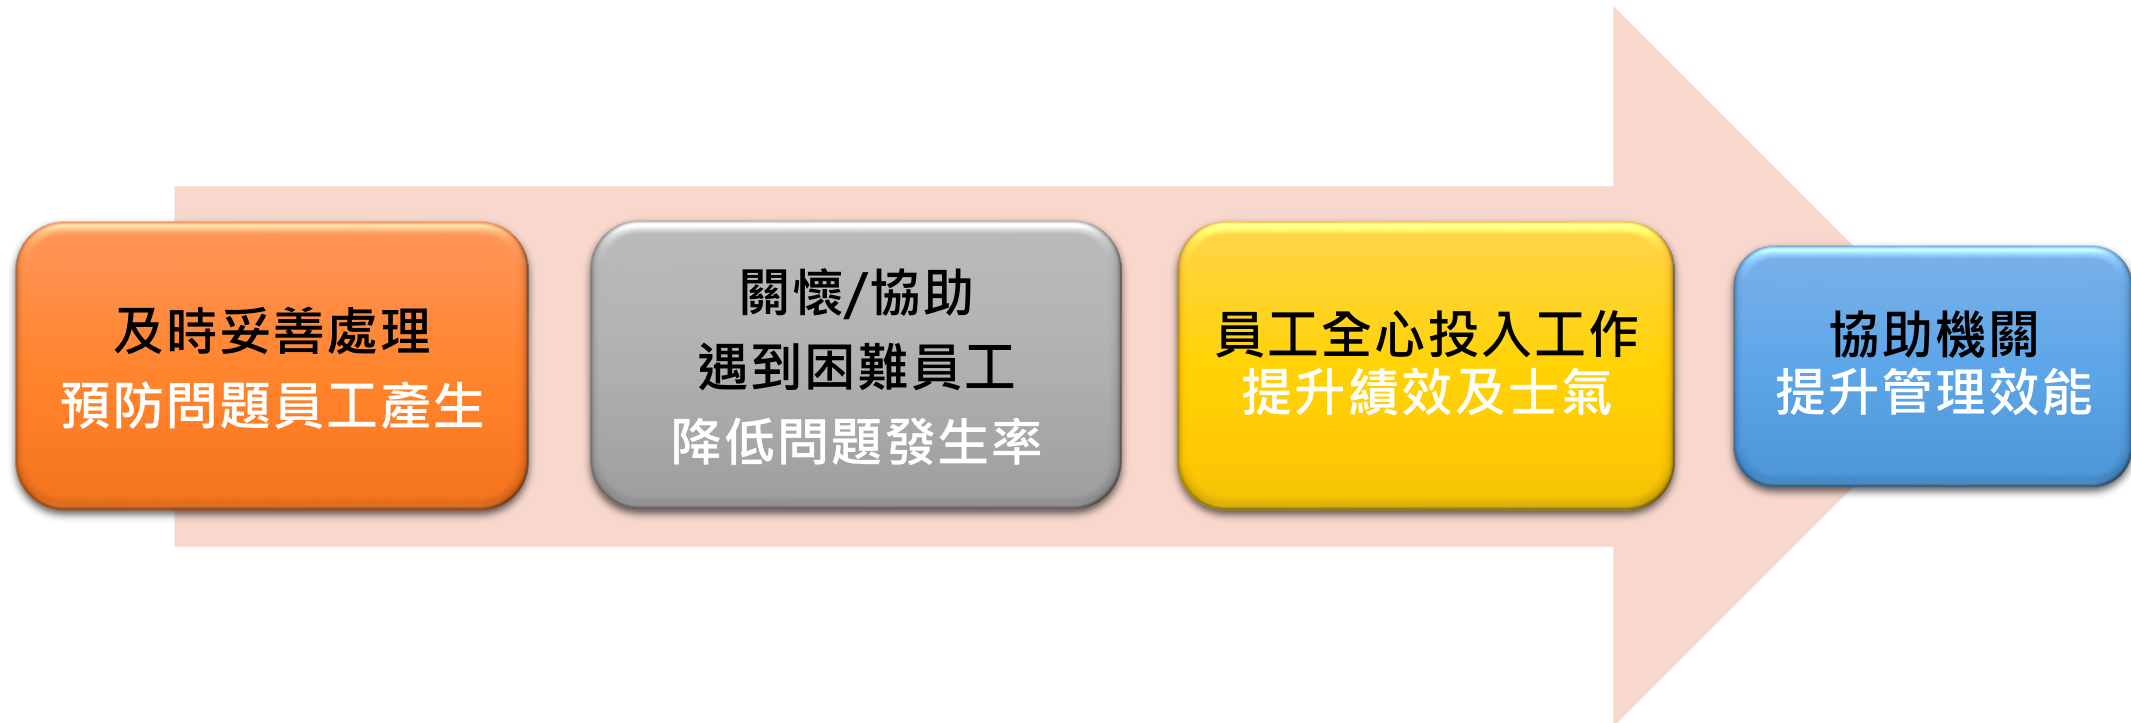 及時妥善處理
預防問題員工產生
關懷/協助
遇到困難員工
降低問題發生率
員工全心投入工作
提升績效及士氣
協助機關
提升管理效能